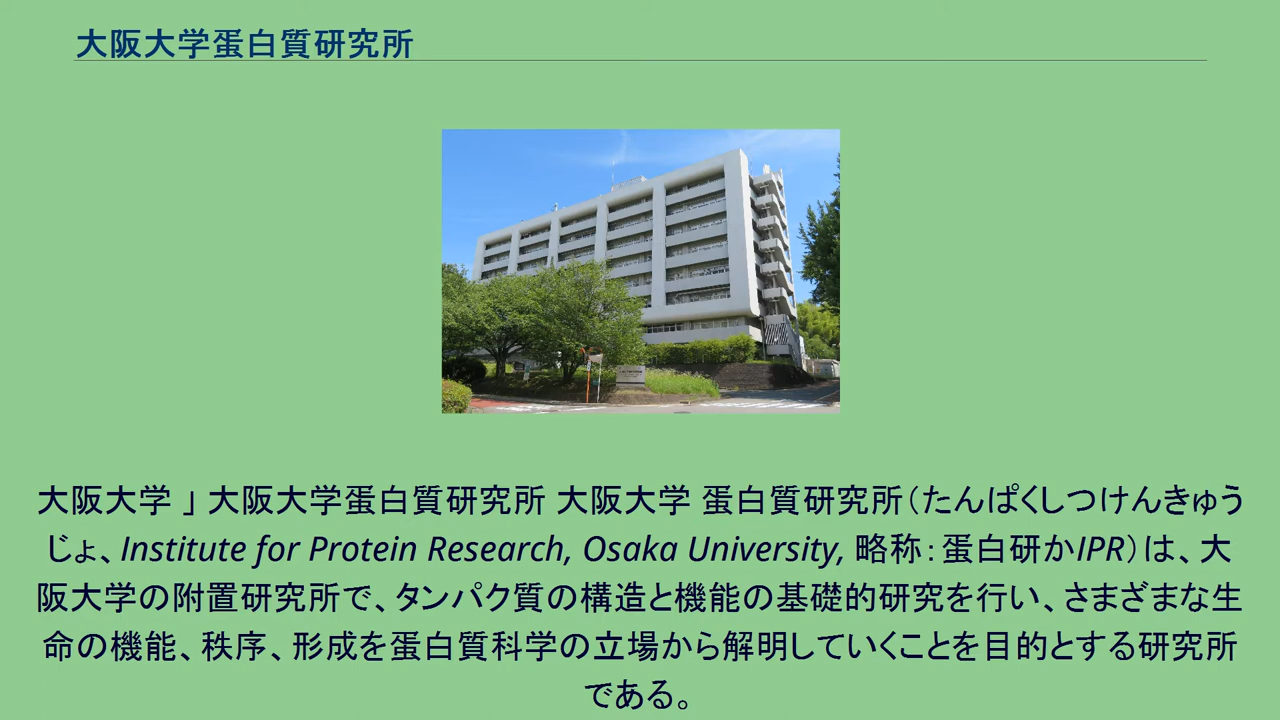 大阪大学蛋白質研究所
大阪大学 」 大阪大学蛋白質研究所 大阪大学 蛋白質研究所（たんぱくしつけんきゅう
じょ、Institute for Protein Research, Osaka University, 略称：蛋白研かIPR）は、大
阪大学の附置研究所で、タンパク質の構造と機能の基礎的研究を行い、さまざまな生
命の機能、秩序、形成を蛋白質科学の立場から解明していくことを目的とする研究所
である。